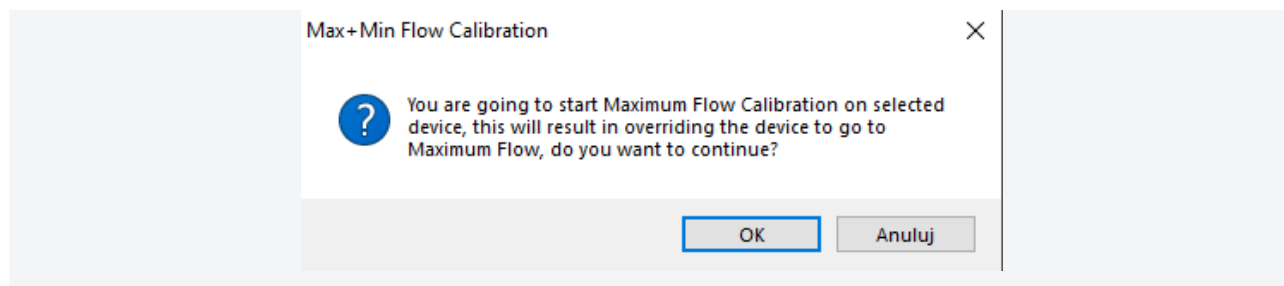 Max+Min Flow Calibration
You are going to start Maximum Flow Calibration on selected
device, this will result in overriding the device to go to
Maximum Flow, do you want to continue?
OK
Anuluj